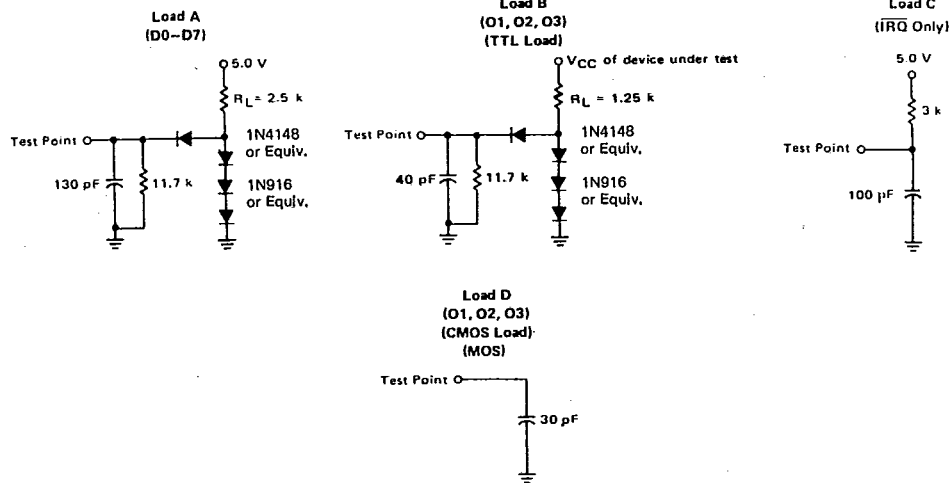 Load A
(D0~D7)
5.0 V
RL = 2.5 k
Test Point
1N4148
or Equiv.
130 pF
11.7 k
1N916
or Equiv.
Load B
(O1, O2, O3)
(TTL Load)
VCC of device under test
RL = 1.25 k
Test Point
1N4148
or Equiv.
40 pF
11.7 k
1N916
or Equiv.
Load C
(IRQ Only)
5.0 V
3 k
Test Point
100 pF
Load D
(O1, O2, O3)
(CMOS Load)
(MOS)
Test Point
30 pF